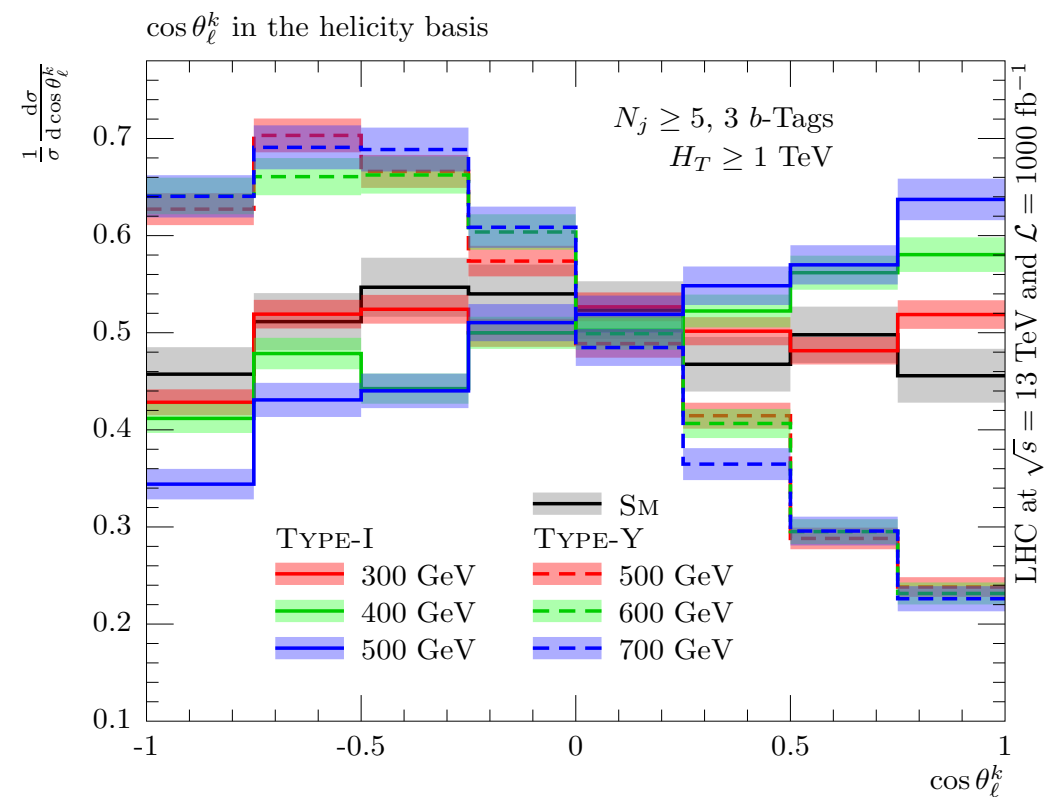 cos θ_ℓ^k in the helicity basis
1/σ dσ/d cos θ_ℓ^k
N_j ≥ 5, 3 b-Tags
H_T ≥ 1 TeV
0.7
0.6
0.5
0.4
0.3
0.2
0.1
SM
TYPE-I TYPE-Y
300 GeV 500 GeV
400 GeV 600 GeV
500 GeV 700 GeV
-1 -0.5 0 0.5 1
cos θ_ℓ^k
LHC at √s = 13 TeV and ℒ = 1000 fb⁻¹